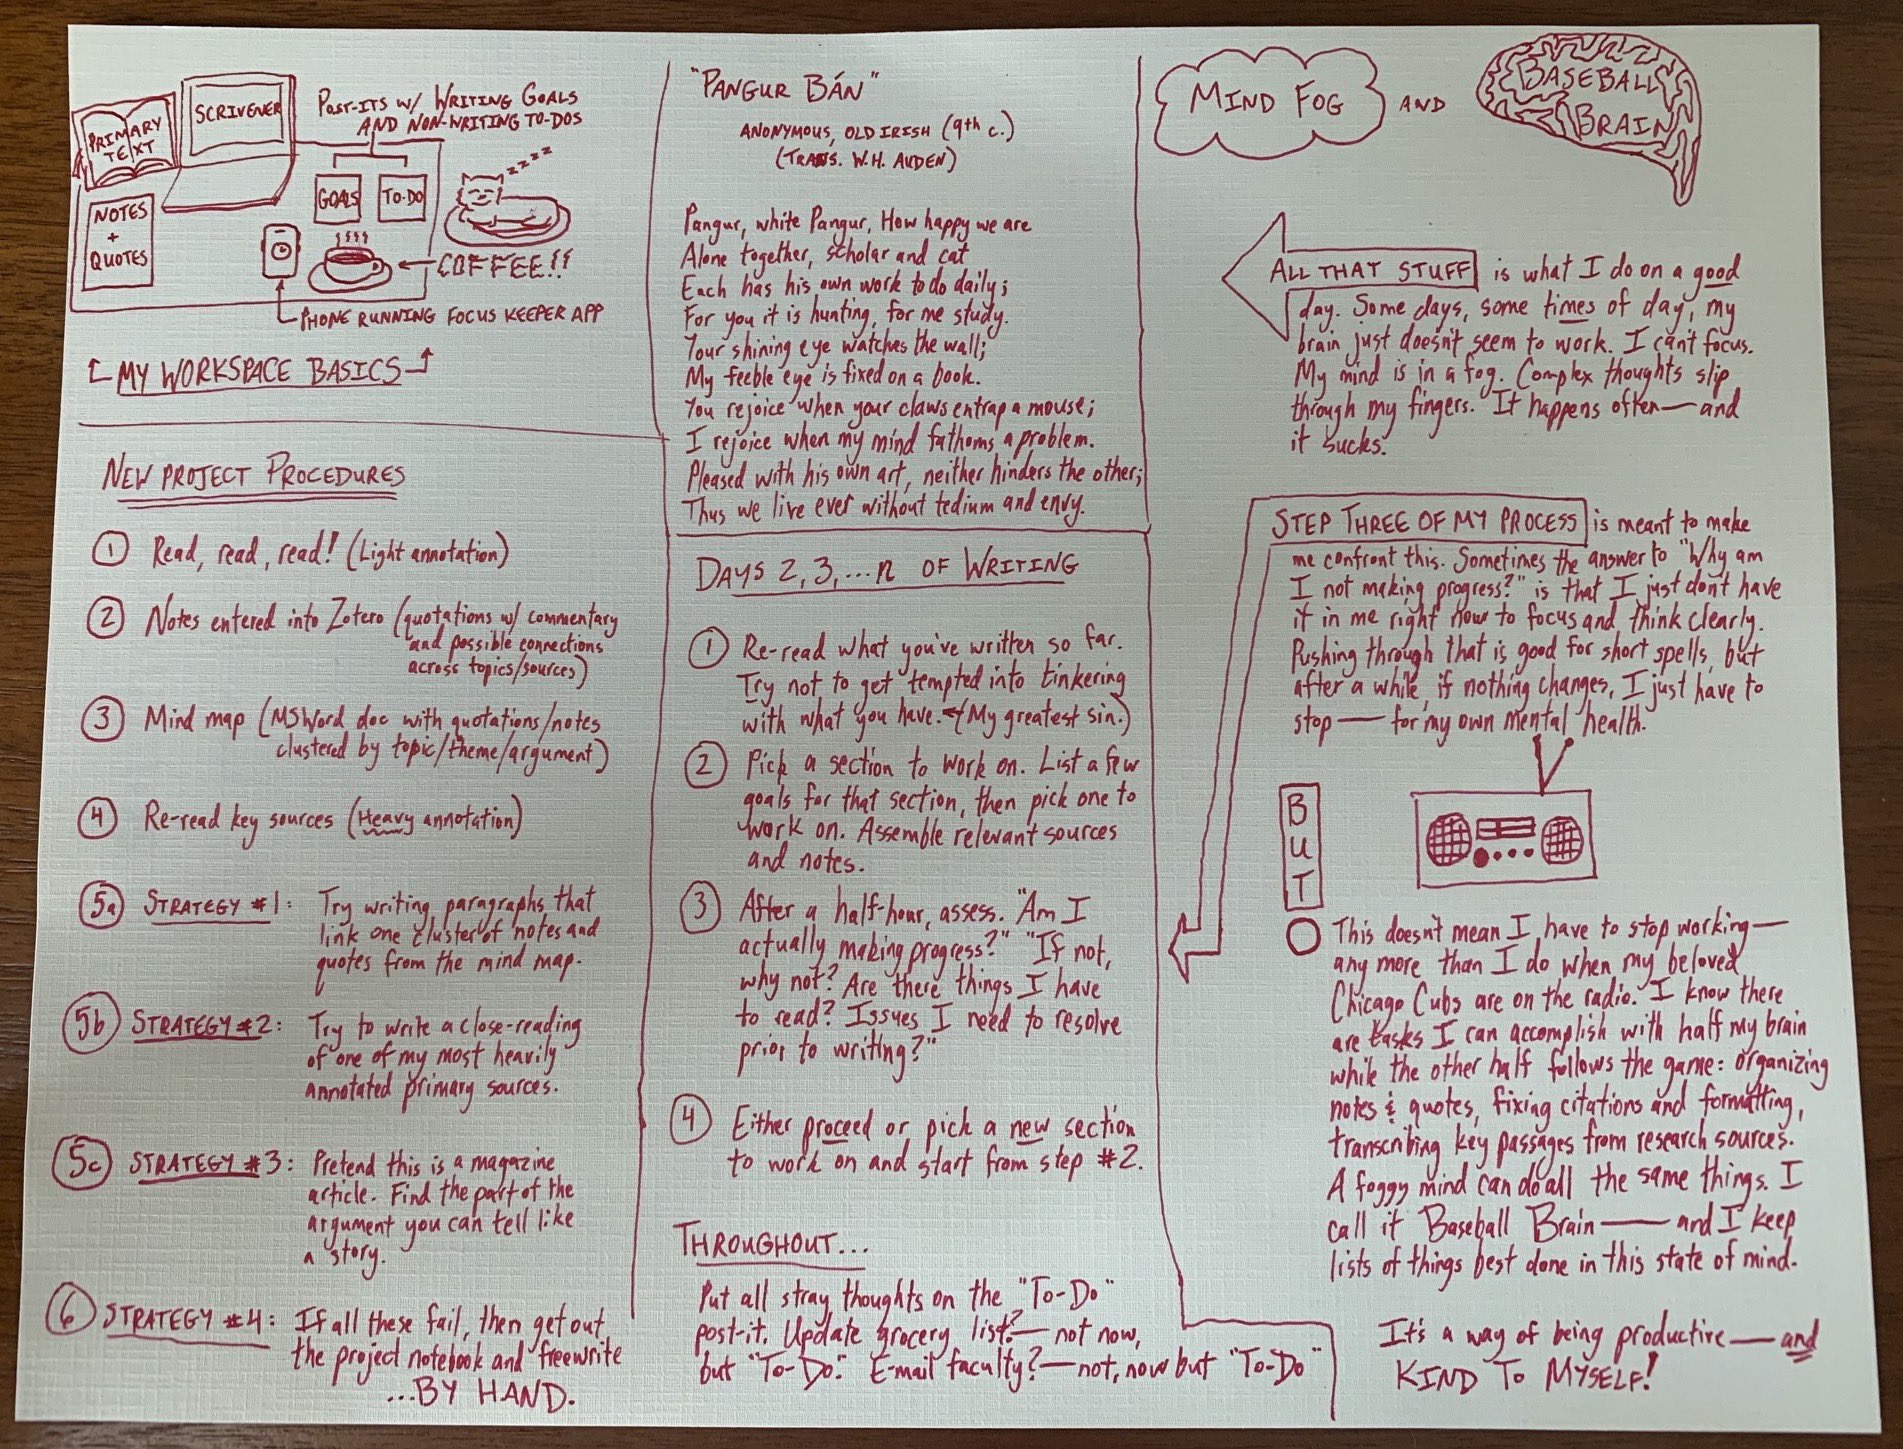 PRIMARY
TEXT
SCRIVENER
POST-ITS W/ WRITING GOALS
AND NON-WRITING TO-DOS
GOALS
TO-DO
zzzz
NOTES
+
QUOTES
COFFEE!!
PHONE RUNNING FOCUS KEEPER APP
MY WORKSPACE BASICS
NEW PROJECT PROCEDURES
1 Read, read, read! (Light annotation)
2 Notes entered into Zotero (quotations w/ commentary
and possible connections
across topics/sources)
3 Mind map (MSWord doc with quotations/notes
clustered by topic/theme/argument)
4 Re-read key sources (Heavy annotation)
5a STRATEGY #1: Try writing paragraphs that
link one cluster of notes and
quotes from the mind map.
5b STRATEGY #2: Try to write a close-reading
of one of my most heavily
annotated primary sources.
5c STRATEGY #3: Pretend this is a magazine
article. Find the part of the
argument you can tell like
a story.
6 STRATEGY #4: If all these fail, then get out
the project notebook and freewrite
...BY HAND.
"PANGUR BÁN"
ANONYMOUS, OLD IRISH (9th c.)
(TRANS. W.H. AUDEN)
Pangur, white Pangur, How happy we are
Alone together, scholar and cat
Each has his own work to do daily;
For you it is hunting, for me study.
Your shining eye watches the wall;
My feeble eye is fixed on a book.
You rejoice when your claws entrap a mouse;
I rejoice when my mind fathoms a problem.
Pleased with his own art, neither hinders the other;
Thus we live ever without tedium and envy.
DAYS 2, 3, ...n OF WRITING
1 Re-read what you've written so far.
Try not to get tempted into tinkering
with what you have. (My greatest sin.)
2 Pick a section to work on. List a few
goals for that section, then pick one to
work on. Assemble relevant sources
and notes.
3 After a half-hour, assess. "Am I
actually making progress?" "If not,
why not? Are there things I have
to read? Issues I need to resolve
prior to writing?"
4 Either proceed or pick a new section
to work on and start from step #2.
THROUGHOUT...
Put all stray thoughts on the "To-Do"
post-it. Update grocery list?—not now,
but "To-Do." E-mail faculty?—not, now but "To-Do"
MIND FOG AND BASEBALL
BRAIN
ALL THAT STUFF is what I do on a good
day. Some days, some times of day, my
brain just doesn't seem to work. I can't focus.
My mind is in a fog. Complex thoughts slip
through my fingers. It happens often—and
it sucks.
STEP THREE OF MY PROCESS is meant to make
me confront this. Sometimes the answer to "Why am
I not making progress?" is that I just don't have
it in me right now to focus and think clearly.
Pushing through that is good for short spells, but
after a while, if nothing changes, I just have to
stop—for my own mental health.
BUT
This doesn't mean I have to stop working—
any more than I do when my beloved
Chicago Cubs are on the radio. I know there
are tasks I can accomplish with half my brain
while the other half follows the game: organizing
notes & quotes, fixing citations and formatting,
transcribing key passages from research sources.
A foggy mind can do all the same things. I
call it Baseball Brain—and I keep
lists of things best done in this state of mind.
It's a way of being productive—and
KIND TO MYSELF!